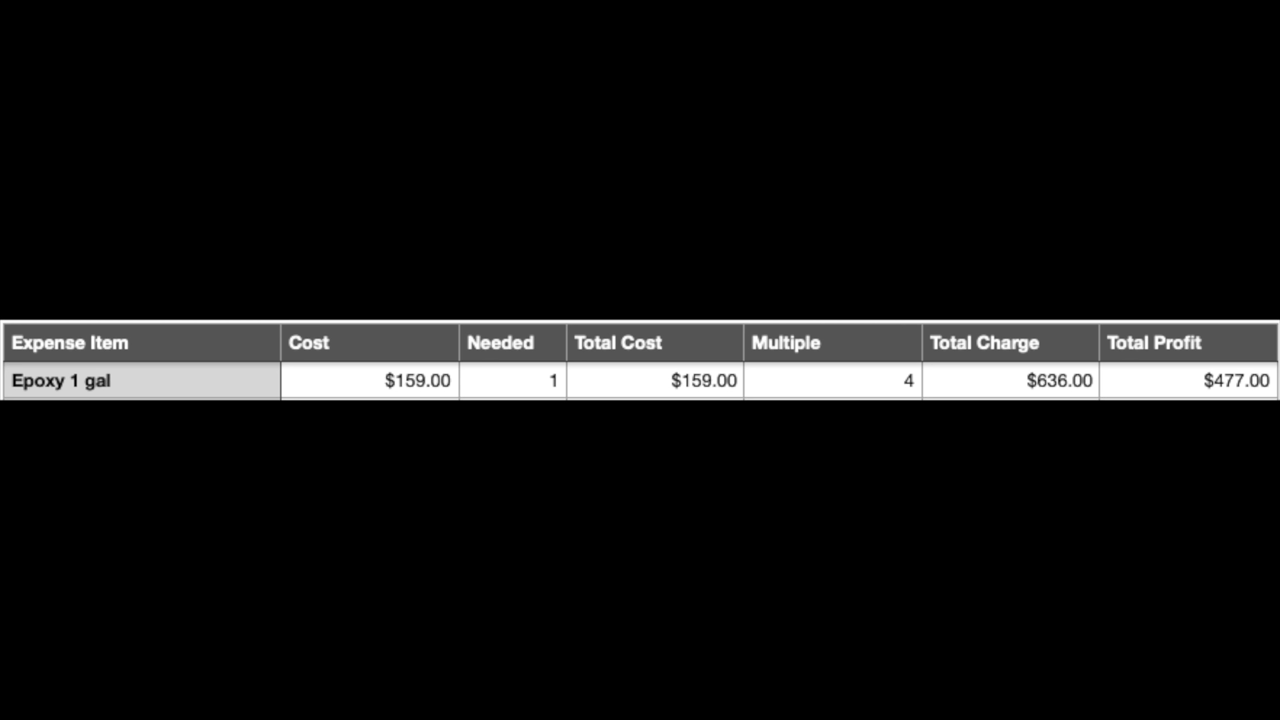 Expense Item Cost Needed Total Cost Multiple Total Charge Total Profit
Epoxy 1 gal $159.00 1 $159.00 4 $636.00 $477.00